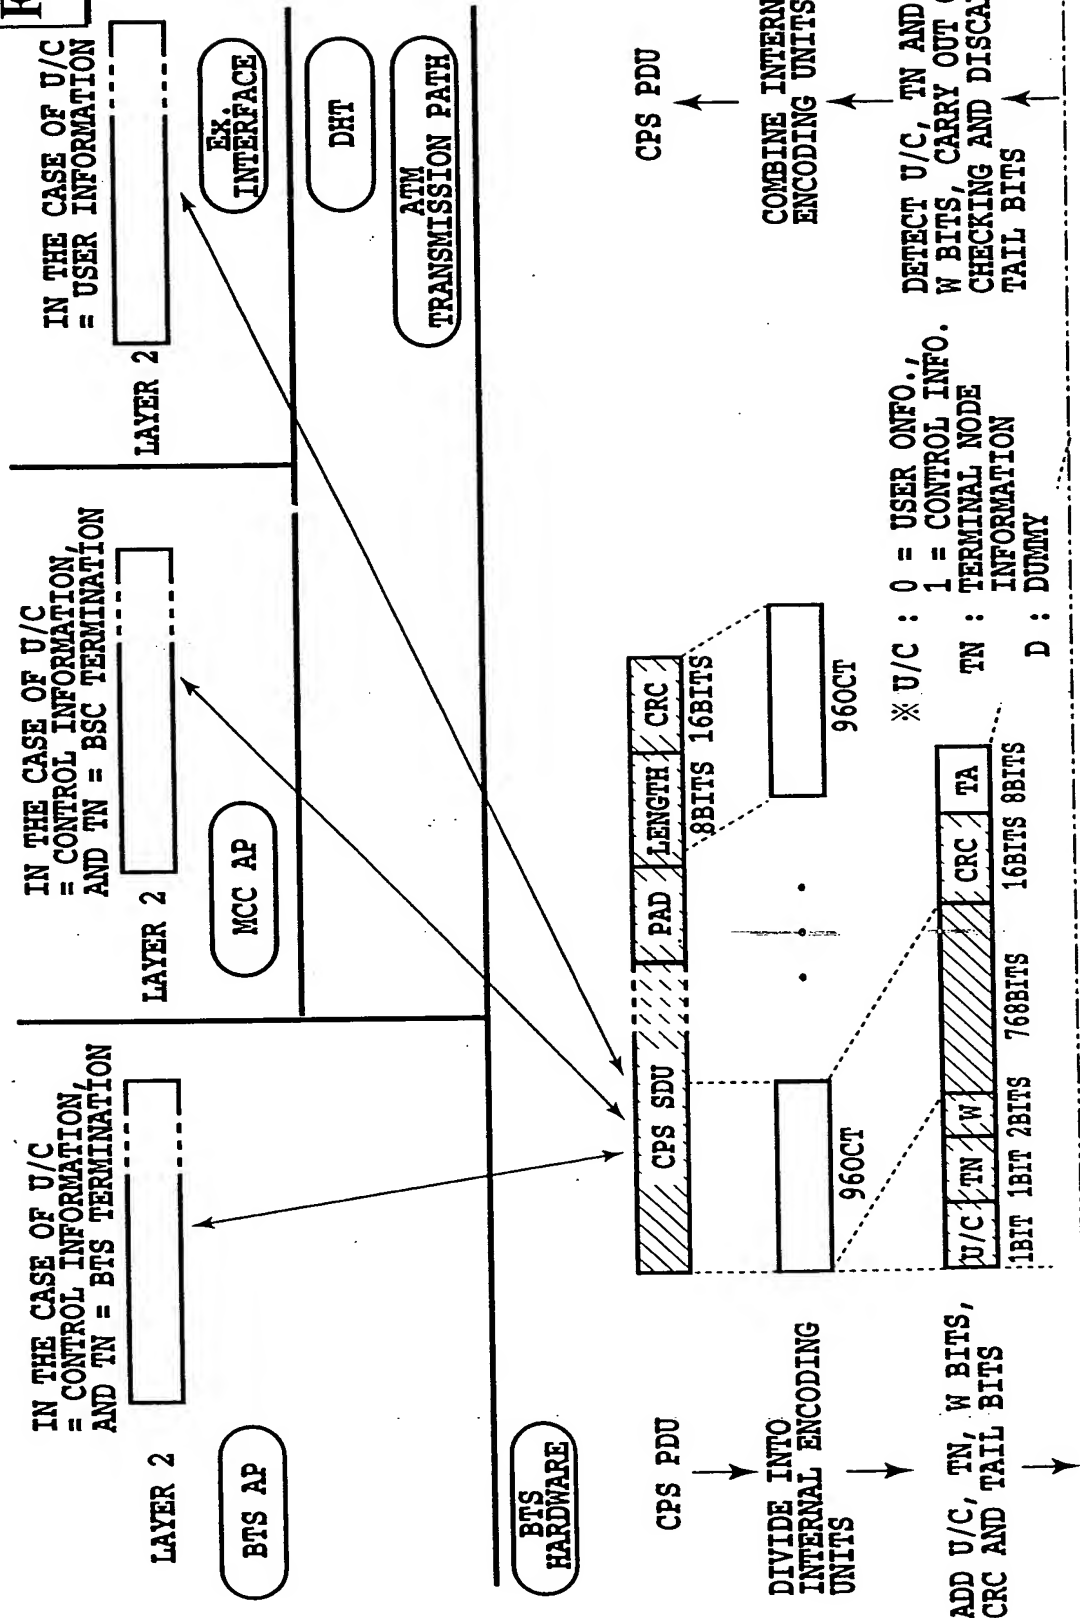 IN THE CASE OF U/C
= CONTROL INFORMATION,
AND TN = BTS TERMINATION
LAYER 2
BTS AP
IN THE CASE OF U/C
= CONTROL INFORMATION,
AND TN = BSC TERMINATION
LAYER 2
MCC AP
IN THE CASE OF U/C
= USER INFORMATION
LAYER 2
Ex.
INTERFACE
DHT
ATM
TRANSMISSION PATH
BTS
HARDWARE
CPS PDU
DIVIDE INTO
INTERNAL ENCODING
UNITS
ADD U/C, TN, W BITS,
CRC AND TAIL BITS
CPS SDU
PAD
LENGTH
CRC
8BITS 16BITS
96OCT
96OCT
U/C
TN
W
CRC
TA
1BIT 1BIT 2BITS 768BITS 16BITS 8BITS
※ U/C : 0 = USER ONFO.,
1 = CONTROL INFO.
TN : TERMINAL NODE
INFORMATION
D : DUMMY
CPS PDU
COMBINE INTERN
ENCODING UNITS
DETECT U/C, TN AND
W BITS, CARRY OUT
CHECKING AND DISCA
TAIL BITS